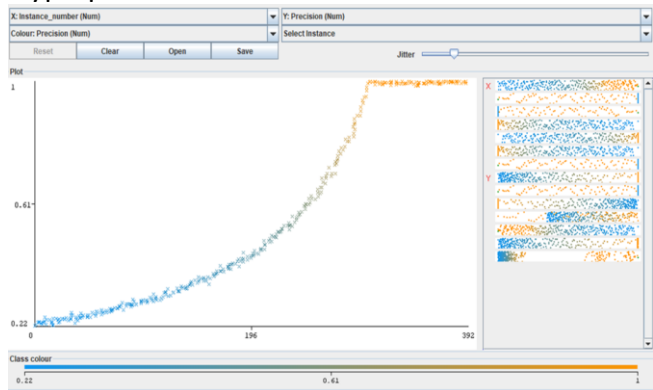 X: Instance_number (Num) Y: Precision (Num)
Colour: Precision (Num) Select Instance
Reset Clear Open Save Jitter
Plot
1
0.61
0.22
0 196 392
X
Y
Class colour
0.22 0.61 1